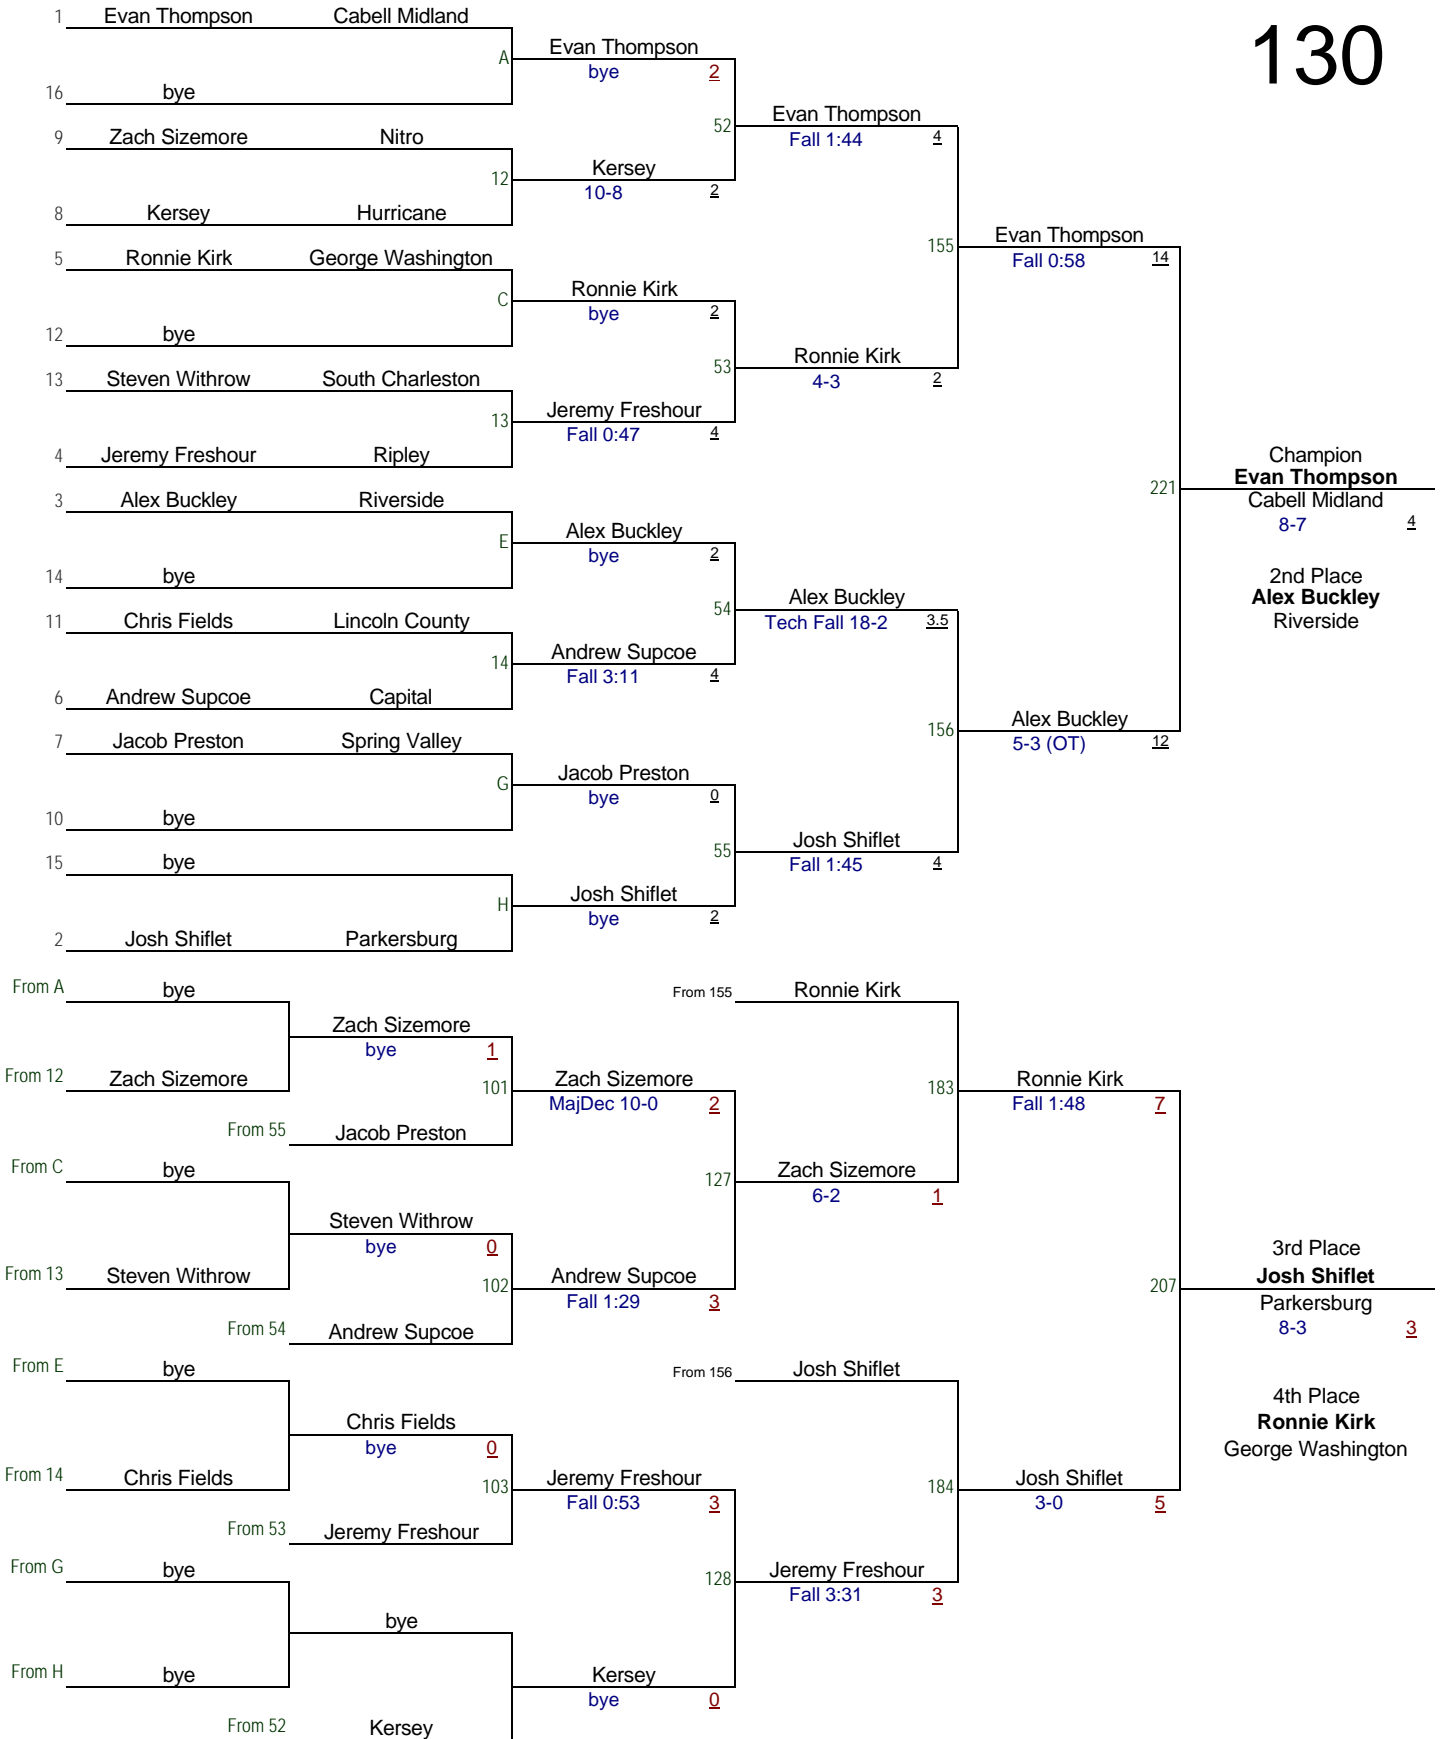 130
1 Evan Thompson Cabell Midland
A Evan Thompson
bye 2
16 bye
9 Zach Sizemore Nitro
52 Evan Thompson
Fall 1:44 4
12 Kersey
10-8 2
8 Kersey Hurricane
5 Ronnie Kirk George Washington
155 Evan Thompson
Fall 0:58 14
C Ronnie Kirk
bye 2
12 bye
53 Ronnie Kirk
4-3 2
13 Steven Withrow South Charleston
13 Jeremy Freshour
Fall 0:47 4
4 Jeremy Freshour Ripley
Champion
221 Evan Thompson
Cabell Midland
8-7 4
3 Alex Buckley Riverside
E Alex Buckley
bye 2
14 bye
2nd Place
Alex Buckley
Riverside
54 Alex Buckley
Tech Fall 18-2 3.5
11 Chris Fields Lincoln County
14 Andrew Supcoe
Fall 3:11 4
6 Andrew Supcoe Capital
7 Jacob Preston Spring Valley
156 Alex Buckley
5-3 (OT) 12
G Jacob Preston
bye 0
10 bye
55 Josh Shiflet
Fall 1:45 4
15 bye
H Josh Shiflet
bye 2
2 Josh Shiflet Parkersburg
From A bye
From 155 Ronnie Kirk
Zach Sizemore
bye 1
From 12 Zach Sizemore
101 Zach Sizemore
MajDec 10-0 2
183 Ronnie Kirk
Fall 1:48 7
From 55 Jacob Preston
From C bye
127 Zach Sizemore
6-2 1
Steven Withrow
bye 0
From 13 Steven Withrow
102 Andrew Supcoe
Fall 1:29 3
From 54 Andrew Supcoe
3rd Place
207 Josh Shiflet
Parkersburg
8-3 3
From E bye
From 156 Josh Shiflet
4th Place
Ronnie Kirk
George Washington
Chris Fields
bye 0
From 14 Chris Fields
103 Jeremy Freshour
Fall 0:53 3
184 Josh Shiflet
3-0 5
From 53 Jeremy Freshour
From G bye
128 Jeremy Freshour
Fall 3:31 3
bye
From H bye
Kersey
bye 0
From 52 Kersey